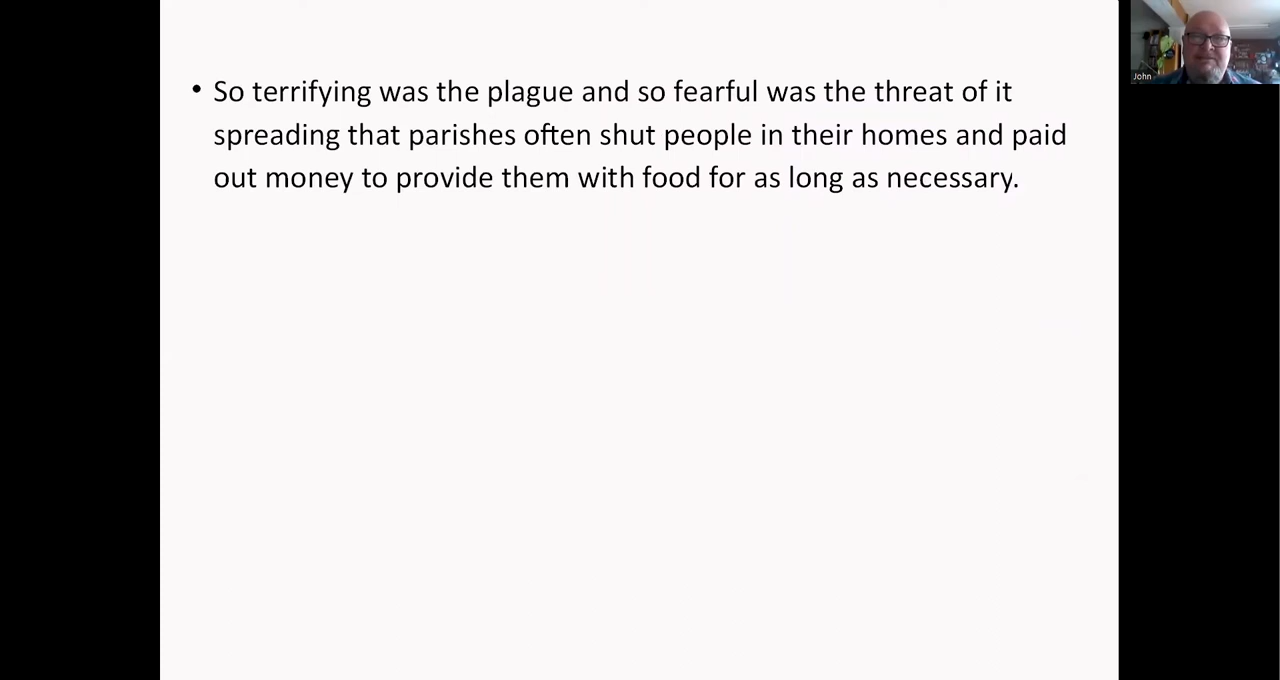 • So terrifying was the plague and so fearful was the threat of it
spreading that parishes often shut people in their homes and paid
out money to provide them with food for as long as necessary.
John